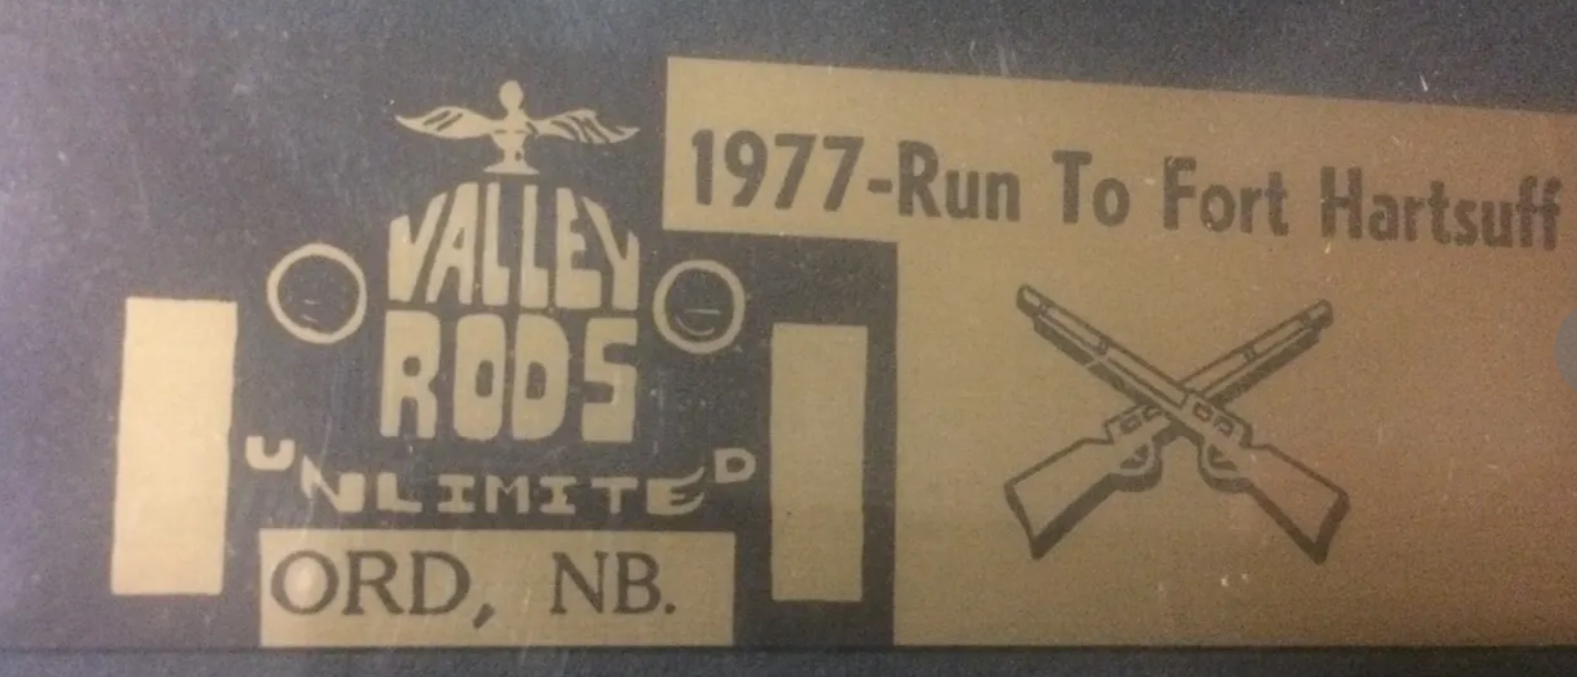 VALLEY
RODS
UNLIMITED
ORD, NB.
1977-Run To Fort Hartsuff